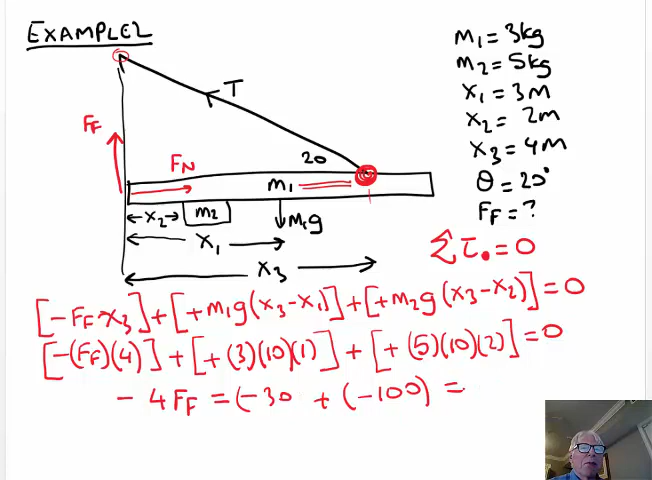 EXAMPLE2
m1 = 3kg
m2 = 5kg
x1 = 3m
x2 = 2m
x3 = 4m
θ = 20°
FF = ?
T
FF
20
FN
m1
x2
m2
m1g
x1
x3
Στ• = 0
[-FF·x3] + [+m1g(x3-x1)] + [+m2g(x3-x2)] = 0
[-(FF)(4)] + [+(3)(10)(1)] + [+(5)(10)(2)] = 0
- 4FF = (-30 + (-100) =